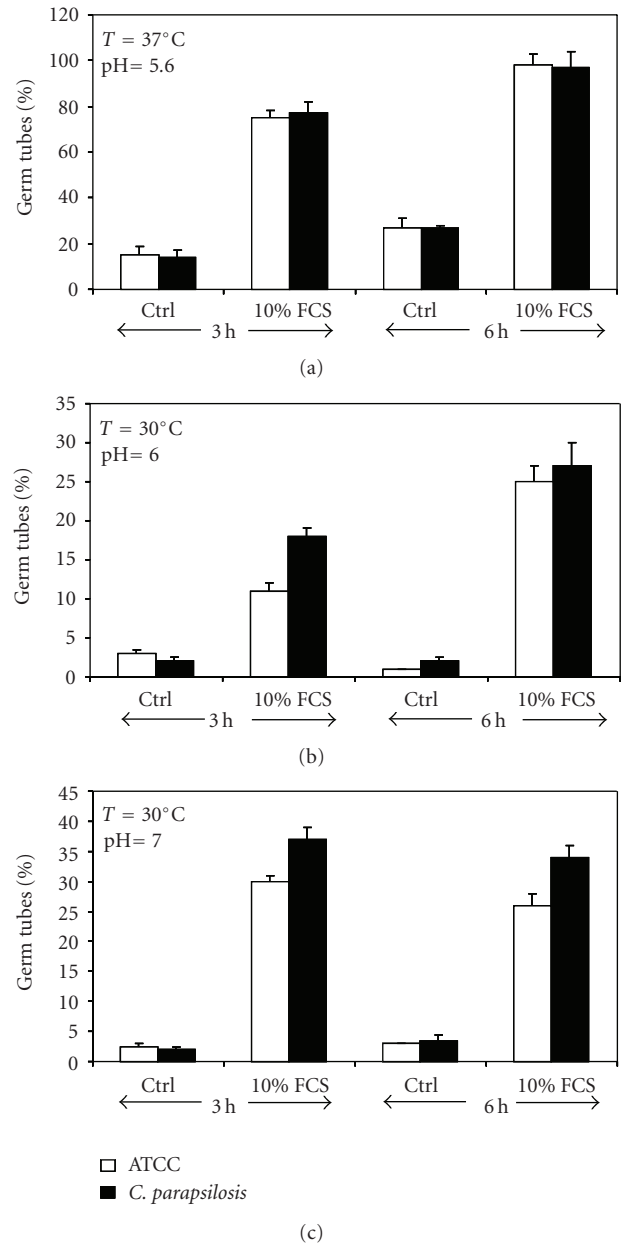 120
100
80
60
40
20
0
Germ tubes (%)
T = 37°C
pH= 5.6
Ctrl 10% FCS Ctrl 10% FCS
3 h 6 h
(a)
35
30
25
20
15
10
5
0
Germ tubes (%)
T = 30°C
pH= 6
Ctrl 10% FCS Ctrl 10% FCS
3 h 6 h
(b)
45
40
35
30
25
20
15
10
5
0
Germ tubes (%)
T = 30°C
pH= 7
Ctrl 10% FCS Ctrl 10% FCS
3 h 6 h
ATCC
C. parapsilosis
(c)